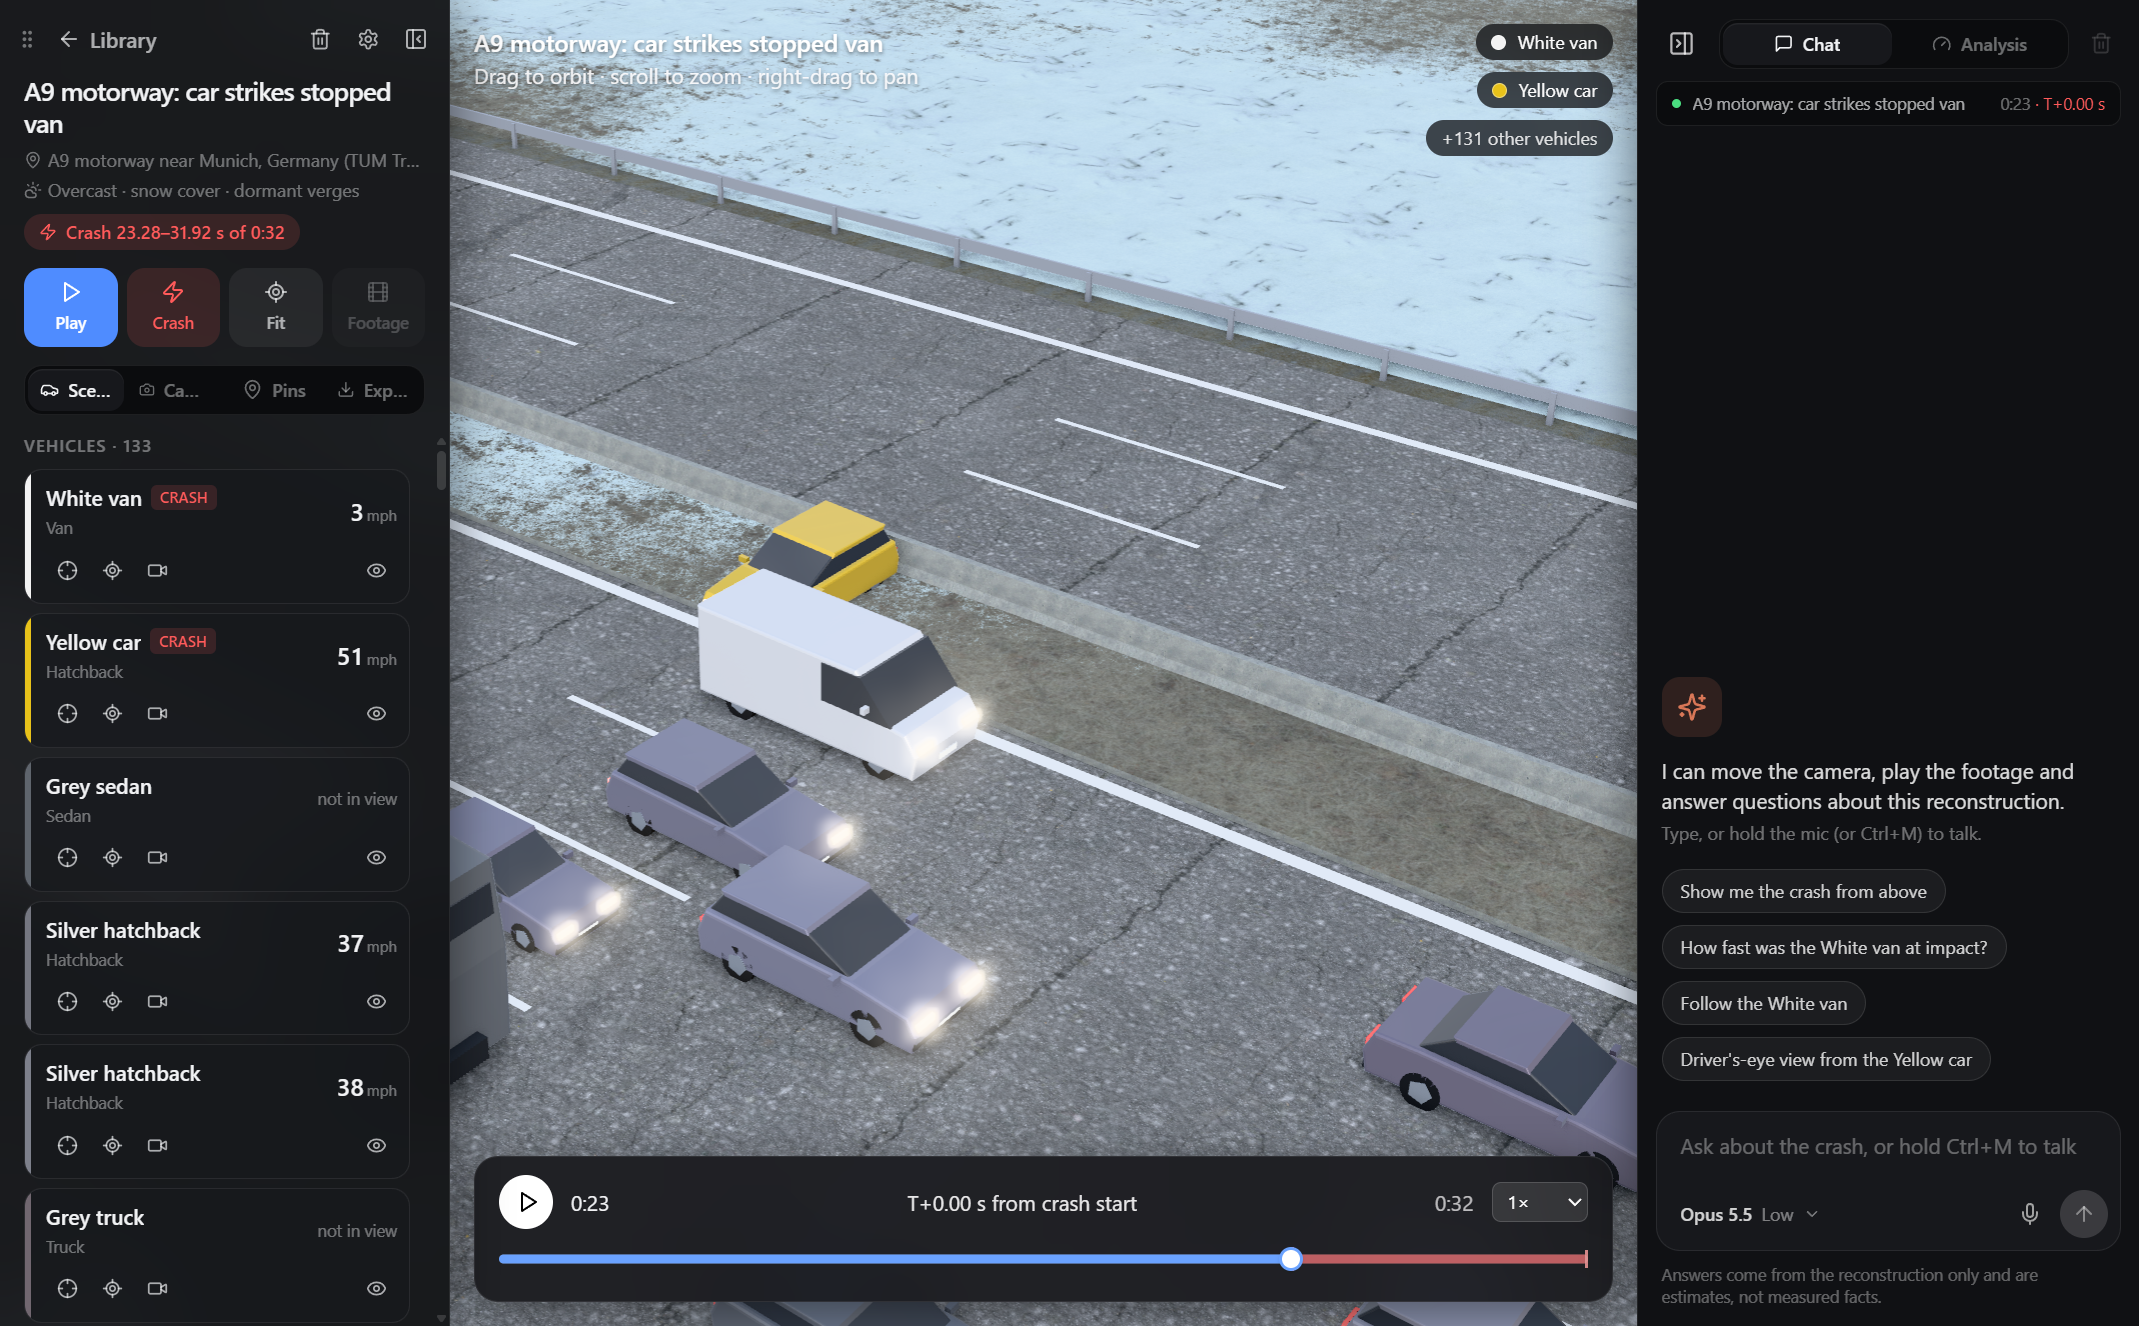 Library
A9 motorway: car strikes stopped
van
A9 motorway near Munich, Germany (TUM Tr...
Overcast · snow cover · dormant verges
Crash 23.28–31.92 s of 0:32
Play
Crash
Fit
Footage
Sce...
Ca...
Pins
Exp...
VEHICLES · 133
White van CRASH
Van
3 mph
Yellow car CRASH
Hatchback
51 mph
Grey sedan
Sedan
not in view
Silver hatchback
Hatchback
37 mph
Silver hatchback
Hatchback
38 mph
Grey truck
Truck
not in view
A9 motorway: car strikes stopped van
Drag to orbit · scroll to zoom · right-drag to pan
White van
Yellow car
+131 other vehicles
0:23
T+0.00 s from crash start
0:32
1×
Chat
Analysis
A9 motorway: car strikes stopped van
0:23 · T+0.00 s
I can move the camera, play the footage and
answer questions about this reconstruction.
Type, or hold the mic (or Ctrl+M) to talk.
Show me the crash from above
How fast was the White van at impact?
Follow the White van
Driver's-eye view from the Yellow car
Ask about the crash, or hold Ctrl+M to talk
Opus 5.5 Low
Answers come from the reconstruction only and are
estimates, not measured facts.